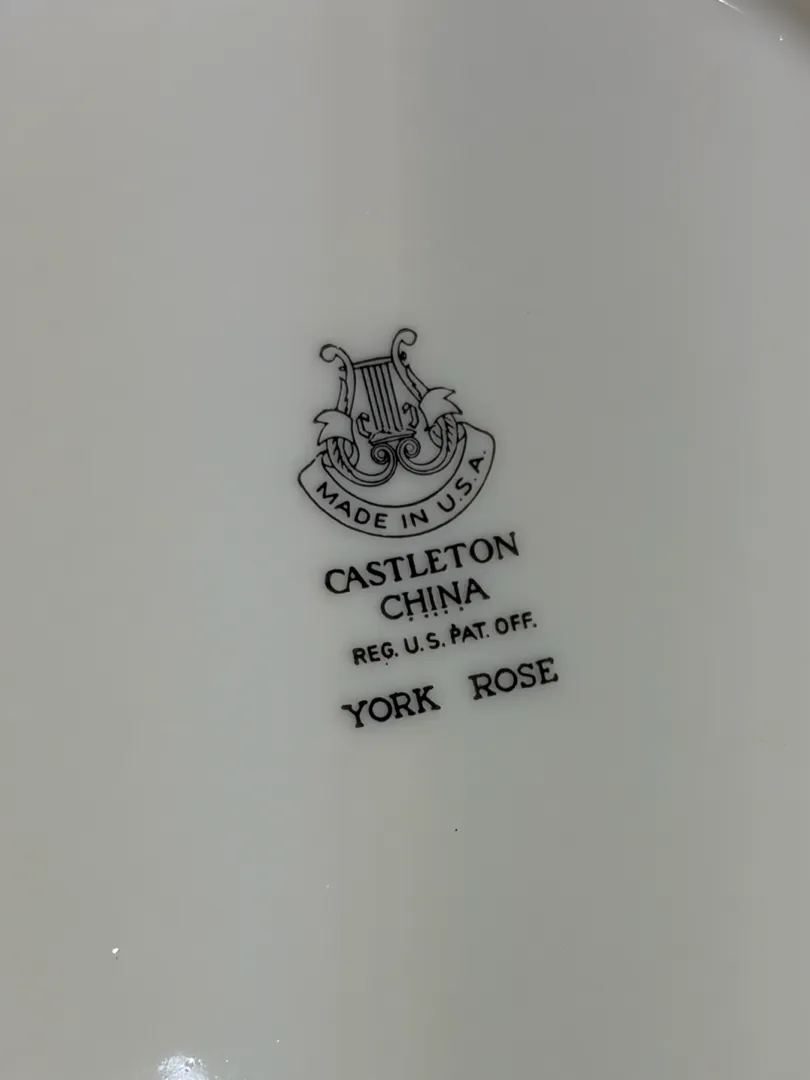 MADE IN U.S.A.
CASTLETON
CHINA
REG. U.S. PAT. OFF.
YORK ROSE